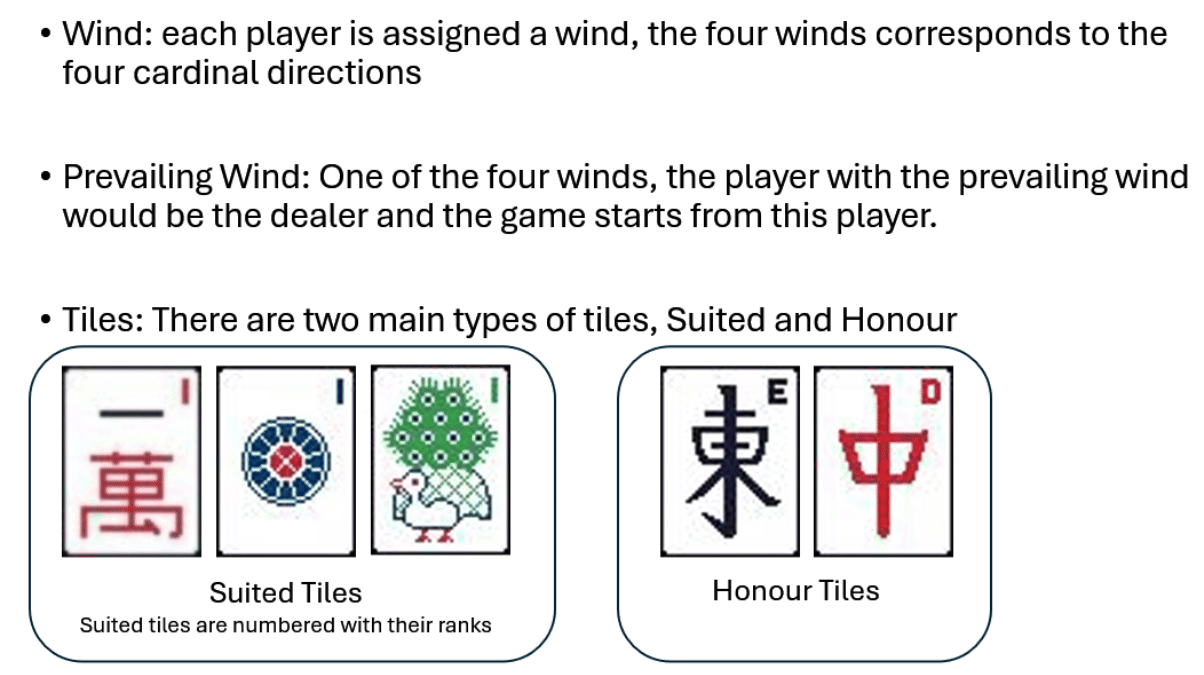 • Wind: each player is assigned a wind, the four winds corresponds to the
four cardinal directions
• Prevailing Wind: One of the four winds, the player with the prevailing wind
would be the dealer and the game starts from this player.
• Tiles: There are two main types of tiles, Suited and Honour
1
一
萬
1
1
E
東
D
中
Suited Tiles
Suited tiles are numbered with their ranks
Honour Tiles